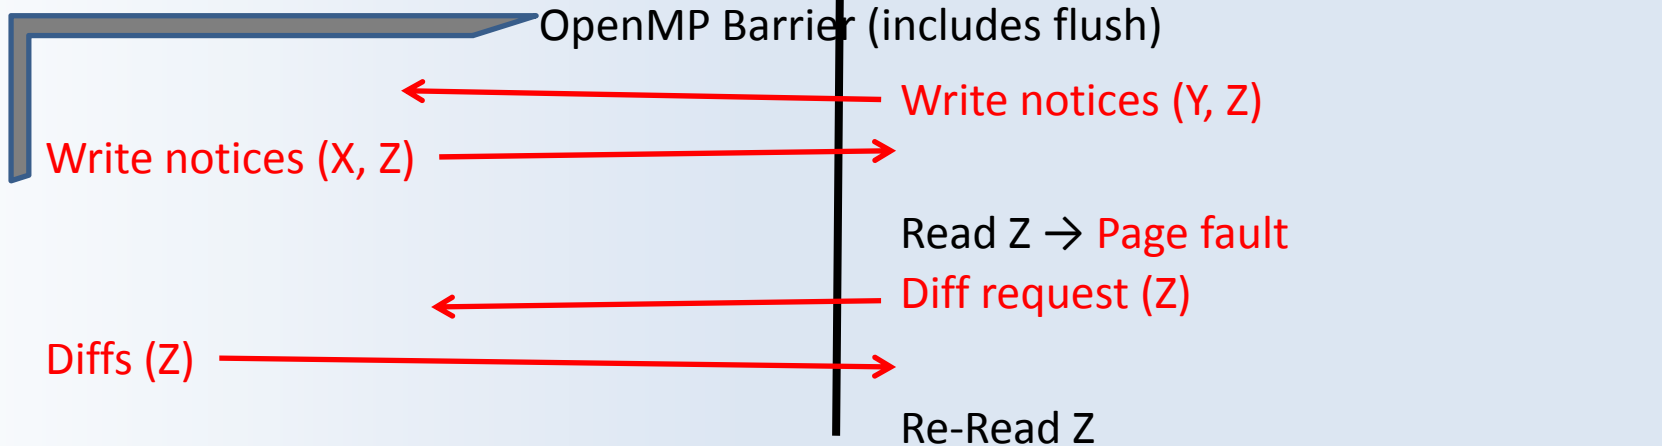 OpenMP Barrier (includes flush)
Write notices (Y, Z)
Write notices (X, Z)
Read Z → Page fault
Diff request (Z)
Diffs (Z)
Re-Read Z